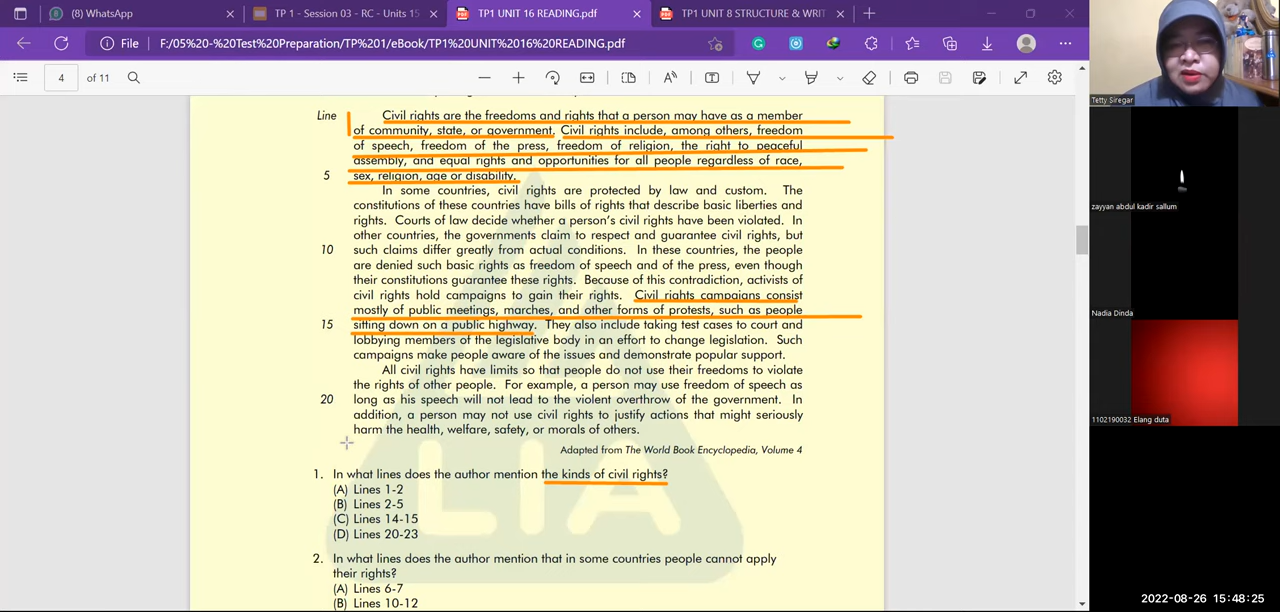 (8) WhatsApp
TP 1 - Session 03 - RC - Units 15
TP1 UNIT 16 READING.pdf
TP1 UNIT 8 STRUCTURE & WRIT
File
F:/05%20-%20Test%20Preparation/TP%201/eBook/TP1%20UNIT%2016%20READING.pdf
4 of 11
Line
Civil rights are the freedoms and rights that a person may have as a member
of community, state, or government. Civil rights include, among others, freedom
of speech, freedom of the press, freedom of religion, the right to peaceful
assembly, and equal rights and opportunities for all people regardless of race,
5 sex, religion, age or disability.
In some countries, civil rights are protected by law and custom. The
constitutions of these countries have bills of rights that describe basic liberties and
rights. Courts of law decide whether a person's civil rights have been violated. In
other countries, the governments claim to respect and guarantee civil rights, but
10 such claims differ greatly from actual conditions. In these countries, the people
are denied such basic rights as freedom of speech and of the press, even though
their constitutions guarantee these rights. Because of this contradiction, activists of
civil rights hold campaigns to gain their rights. Civil rights campaigns consist
mostly of public meetings, marches, and other forms of protests, such as people
15 sitting down on a public highway. They also include taking test cases to court and
lobbying members of the legislative body in an effort to change legislation. Such
campaigns make people aware of the issues and demonstrate popular support.
All civil rights have limits so that people do not use their freedoms to violate
the rights of other people. For example, a person may use freedom of speech as
20 long as his speech will not lead to the violent overthrow of the government. In
addition, a person may not use civil rights to justify actions that might seriously
harm the health, welfare, safety, or morals of others.
Adapted from The World Book Encyclopedia, Volume 4
1. In what lines does the author mention the kinds of civil rights?
(A) Lines 1-2
(B) Lines 2-5
(C) Lines 14-15
(D) Lines 20-23
2. In what lines does the author mention that in some countries people cannot apply
their rights?
(A) Lines 6-7
(B) Lines 10-12
LIA
Tetty Siregar
zayyan abdul kadir sallum
Nadia Dinda
1102190032 Elang duta
2022-08-26 15:48:25